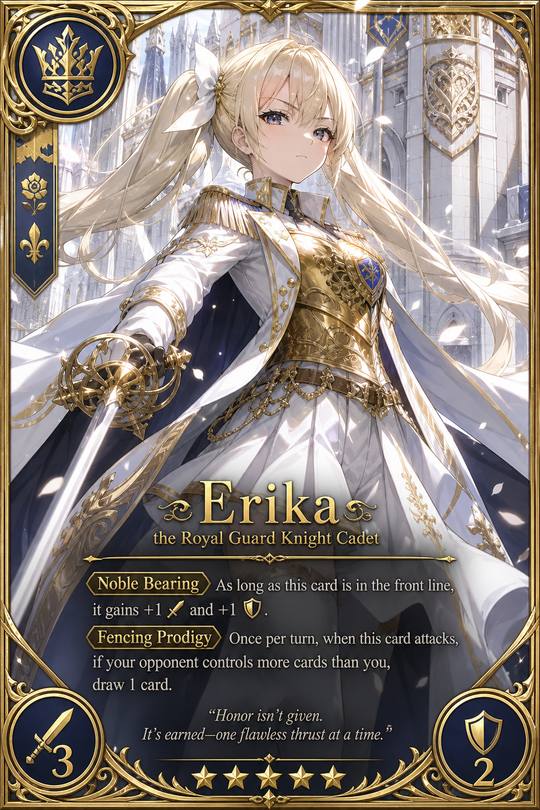 Erika
the Royal Guard Knight Cadet
Noble Bearing As long as this card is in the front line,
it gains +1 and +1 .
Fencing Prodigy Once per turn, when this card attacks,
if your opponent controls more cards than you,
draw 1 card.
“Honor isn’t given.
It’s earned—one flawless thrust at a time.”
3
2